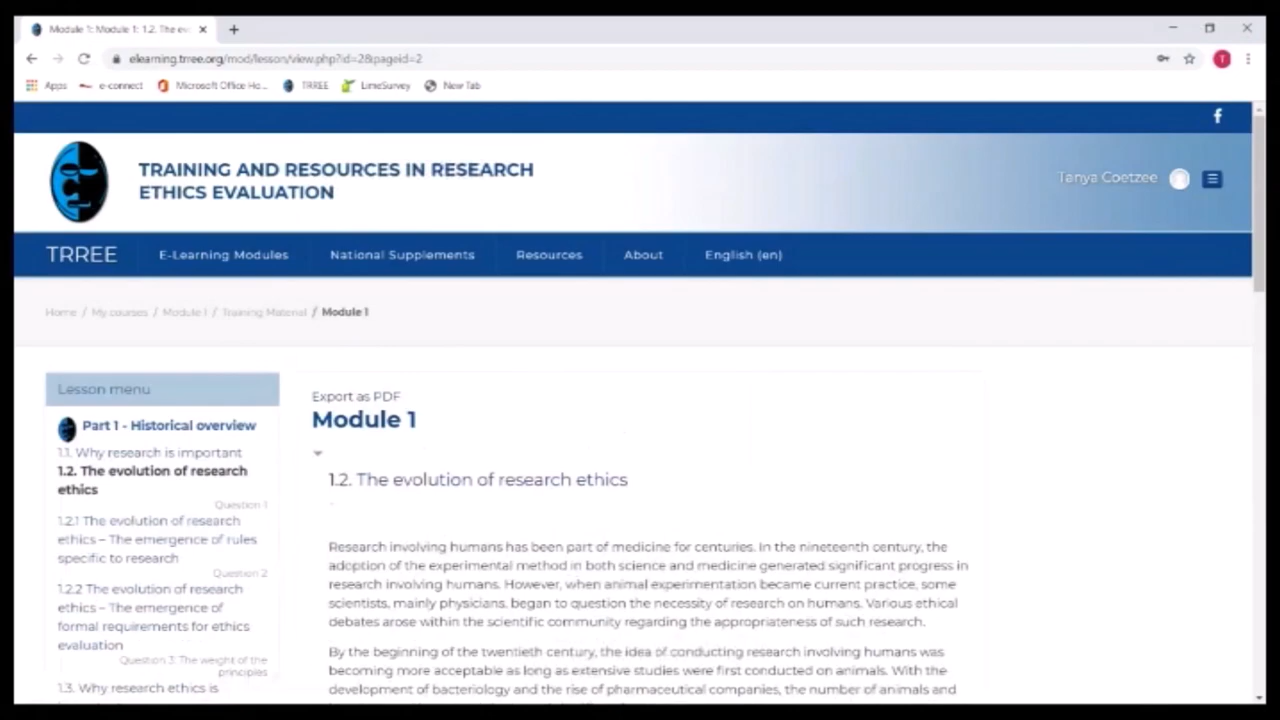 Module 1: Module 1: 1.2. The ev
elearning.trree.org/mod/lesson/view.php?id=2&pageid=2
T
Apps e-connect Microsoft Office Ho... TRREE LimeSurvey New Tab
f
TRAINING AND RESOURCES IN RESEARCH
ETHICS EVALUATION
Tanya Coetzee
TRREE E-Learning Modules National Supplements Resources About English (en)
Home / My courses / Module 1 / Training Material / Module 1
Lesson menu
Part 1 - Historical overview
1.1. Why research is important
1.2. The evolution of research
ethics
Question 1
1.2.1 The evolution of research
ethics – The emergence of rules
specific to research
Question 2
1.2.2 The evolution of research
ethics – The emergence of
formal requirements for ethics
evaluation
Question 3: The weight of the
principles
1.3. Why research ethics is
Export as PDF
Module 1
1.2. The evolution of research ethics
Research involving humans has been part of medicine for centuries. In the nineteenth century, the
adoption of the experimental method in both science and medicine generated significant progress in
research involving humans. However, when animal experimentation became current practice, some
scientists, mainly physicians, began to question the necessity of research on humans. Various ethical
debates arose within the scientific community regarding the appropriateness of such research.
By the beginning of the twentieth century, the idea of conducting research involving humans was
becoming more acceptable as long as extensive studies were first conducted on animals. With the
development of bacteriology and the rise of pharmaceutical companies, the number of animals and